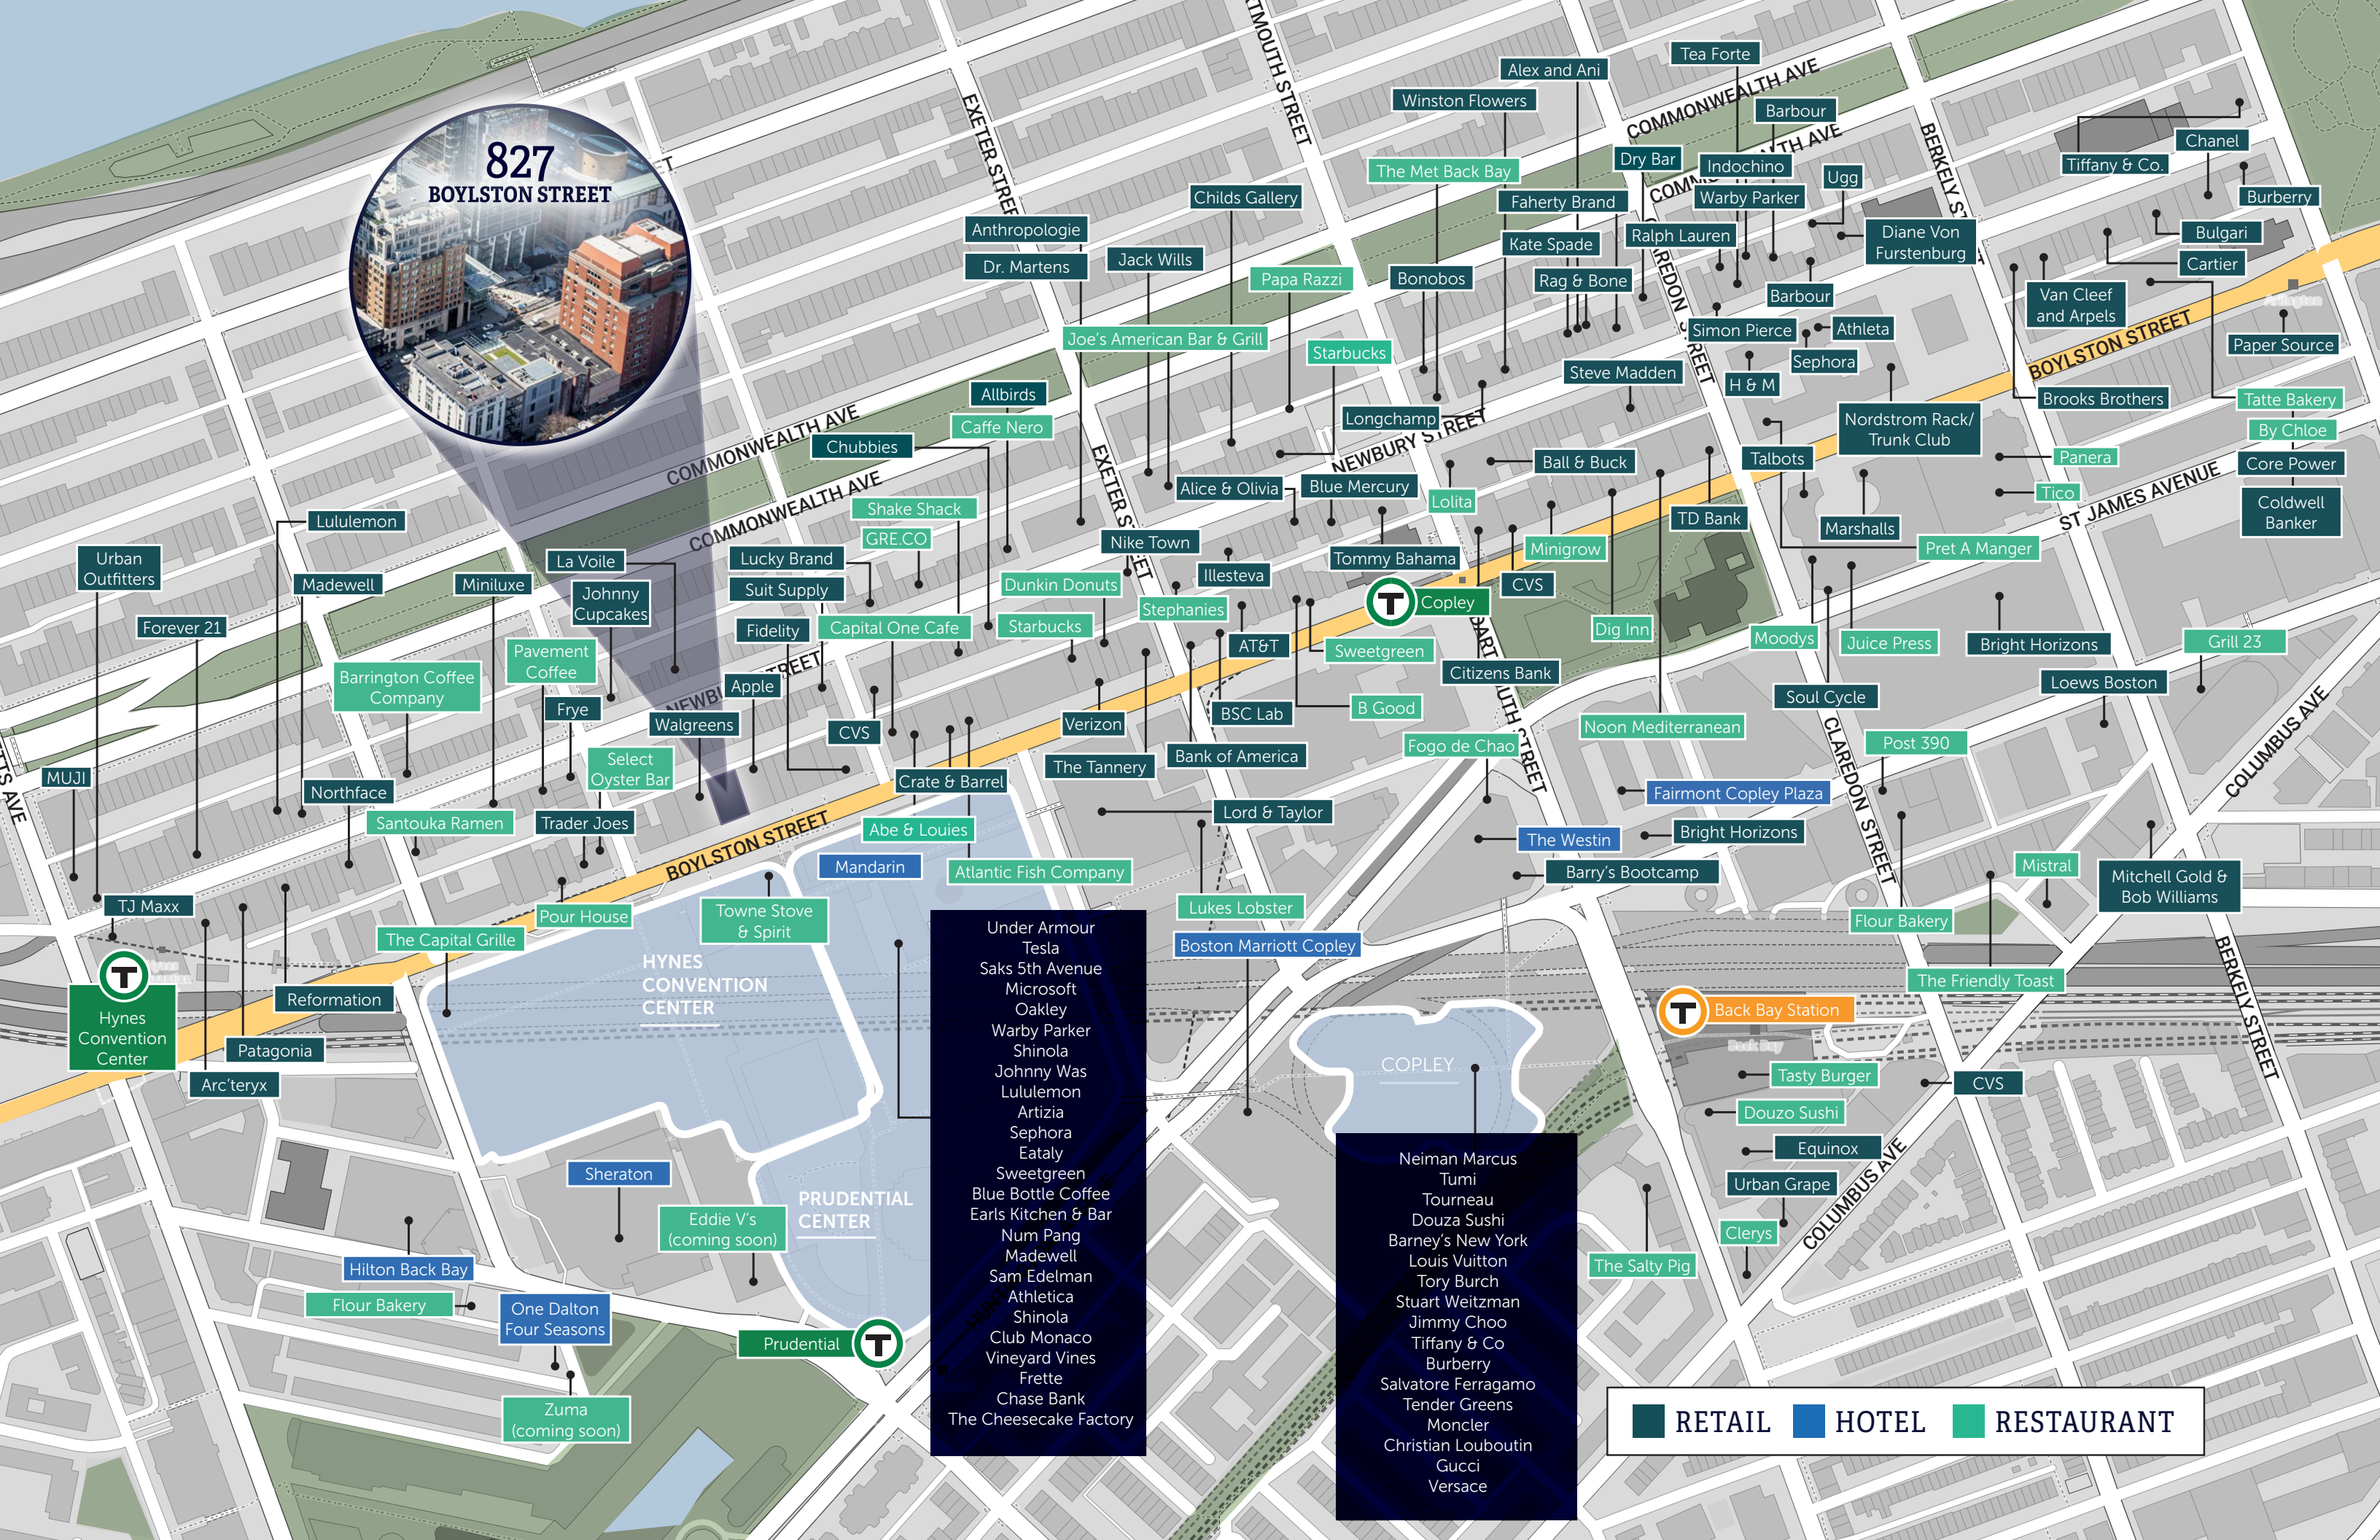 827
BOYLSTON STREET
EXETER STREET
COMMONWEALTH AVE
COMMONWEALTH AVE
BERKELY
Tea Forte
Alex and Ani
Winston Flowers
Barbour
Chanel
Dry Bar
Indochino
Tiffany & Co.
The Met Back Bay
Ugg
Childs Gallery
Faherty Brand
Warby Parker
Burberry
Anthropologie
Ralph Lauren
Diane Von
Furstenburg
Bulgari
Kate Spade
Dr. Martens
Jack Wills
Cartier
Papa Razzi
Bonobos
Rag & Bone
Barbour
Van Cleef
and Arpels
Arlington
Simon Pierce
Athleta
BOYLSTON STREET
Joe's American Bar & Grill
Starbucks
Sephora
Paper Source
Steve Madden
H & M
Allbirds
Brooks Brothers
Tatte Bakery
Longchamp
NEWBURY STREET
Nordstrom Rack/
Trunk Club
Caffe Nero
By Chloe
COMMONWEALTH AVE
Chubbies
Ball & Buck
Talbots
Panera
Core Power
COMMONWEALTH AVE
EXETER STREET
Alice & Olivia
Blue Mercury
Lolita
Tico
ST JAMES AVENUE
Coldwell
Banker
Shake Shack
Lululemon
TD Bank
Marshalls
GRE.CO
Nike Town
Minigrow
Pret A Manger
Urban
Outfitters
La Voile
Lucky Brand
Tommy Bahama
Madewell
Miniluxe
Suit Supply
Dunkin Donuts
Illesteva
CVS
Johnny
Cupcakes
Copley
Stephanies
Forever 21
Fidelity
Capital One Cafe
Starbucks
Dig Inn
Moodys
Juice Press
Bright Horizons
Grill 23
AT&T
Sweetgreen
Pavement
Coffee
Barrington Coffee
Company
Citizens Bank
Apple
Loews Boston
Soul Cycle
Frye
BSC Lab
B Good
Walgreens
CVS
Verizon
Noon Mediterranean
Fogo de Chao
Post 390
COLUMBUS AVE
Select
Oyster Bar
The Tannery
Bank of America
CLAREDON STREET
MUJI
Crate & Barrel
Northface
Fairmont Copley Plaza
Lord & Taylor
Santouka Ramen
Trader Joes
Abe & Louies
The Westin
Bright Horizons
BOYLSTON STREET
Mandarin
Atlantic Fish Company
Barry's Bootcamp
Mistral
Mitchell Gold &
Bob Williams
TJ Maxx
Pour House
Towne Stove
& Spirit
Lukes Lobster
Flour Bakery
The Capital Grille
Boston Marriott Copley
HYNES
CONVENTION
CENTER
T
Hynes
Convention
Center
Reformation
Patagonia
Arc'teryx
The Friendly Toast
BERKELY STREET
T
Back Bay Station
Back Bay
COPLEY
Tasty Burger
CVS
Douzo Sushi
Equinox
Urban Grape
Clerys
COLUMBUS AVE
The Salty Pig
Under Armour
Tesla
Saks 5th Avenue
Microsoft
Oakley
Warby Parker
Shinola
Johnny Was
Lululemon
Artizia
Sephora
Eataly
Sweetgreen
Blue Bottle Coffee
Earls Kitchen & Bar
Num Pang
Madewell
Sam Edelman
Athletica
Shinola
Club Monaco
Vineyard Vines
Frette
Chase Bank
The Cheesecake Factory
Neiman Marcus
Tumi
Tourneau
Douza Sushi
Barney's New York
Louis Vuitton
Tory Burch
Stuart Weitzman
Jimmy Choo
Tiffany & Co
Burberry
Salvatore Ferragamo
Tender Greens
Moncler
Christian Louboutin
Gucci
Versace
Sheraton
PRUDENTIAL
CENTER
Eddie V's
(coming soon)
Hilton Back Bay
Flour Bakery
One Dalton
Four Seasons
Prudential
T
Zuma
(coming soon)
RETAIL
HOTEL
RESTAURANT